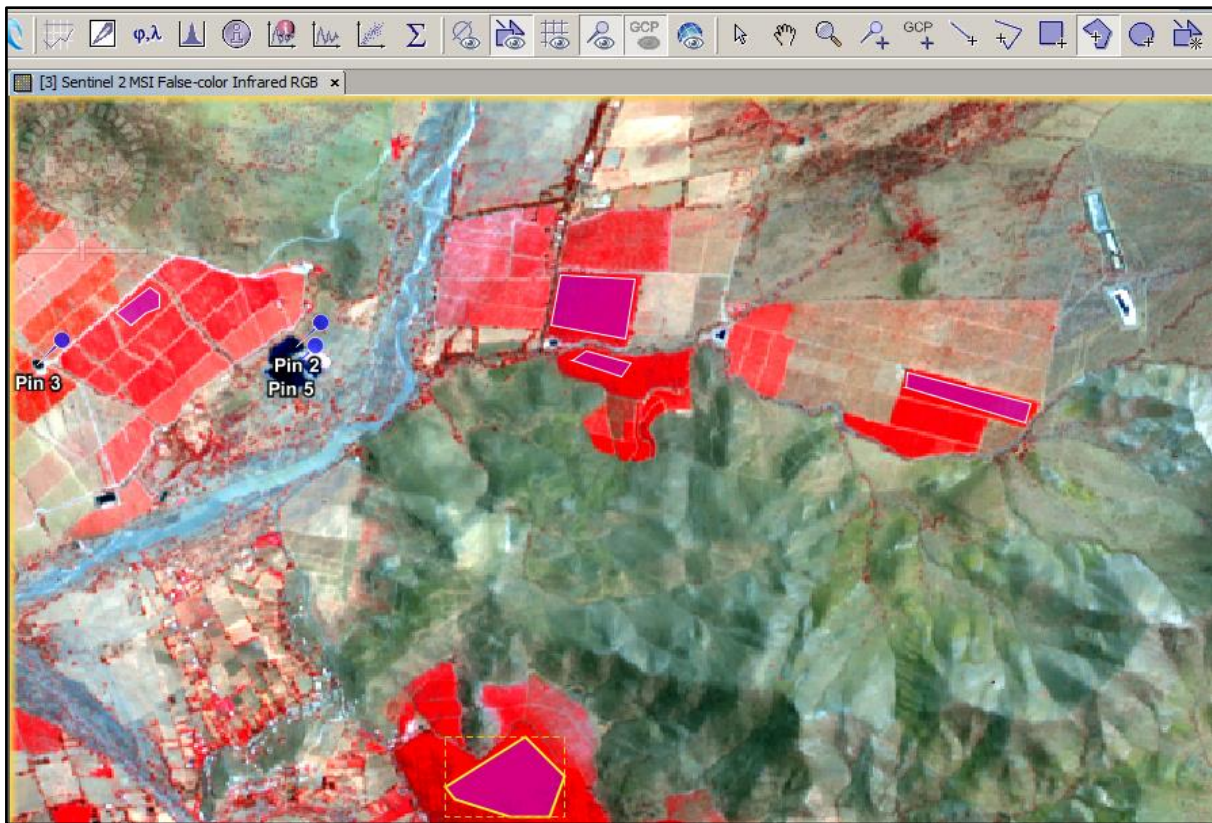 φ,λ
Σ
GCP
GCP
[3] Sentinel 2 MSI False-color Infrared RGB
Pin 2
Pin 3
Pin 5